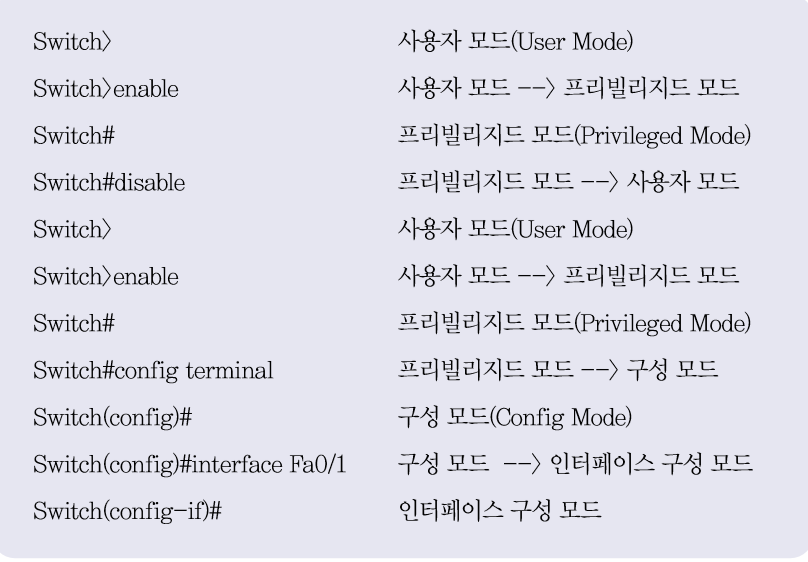 Switch〉 사용자 모드(User Mode)
Switch〉enable 사용자 모드 --〉 프리빌리지드 모드
Switch# 프리빌리지드 모드(Privileged Mode)
Switch#disable 프리빌리지드 모드 --〉 사용자 모드
Switch〉 사용자 모드(User Mode)
Switch〉enable 사용자 모드 --〉 프리빌리지드 모드
Switch# 프리빌리지드 모드(Privileged Mode)
Switch#config terminal 프리빌리지드 모드 --〉 구성 모드
Switch(config)# 구성 모드(Config Mode)
Switch(config)#interface Fa0/1 구성 모드 --〉 인터페이스 구성 모드
Switch(config-if)# 인터페이스 구성 모드